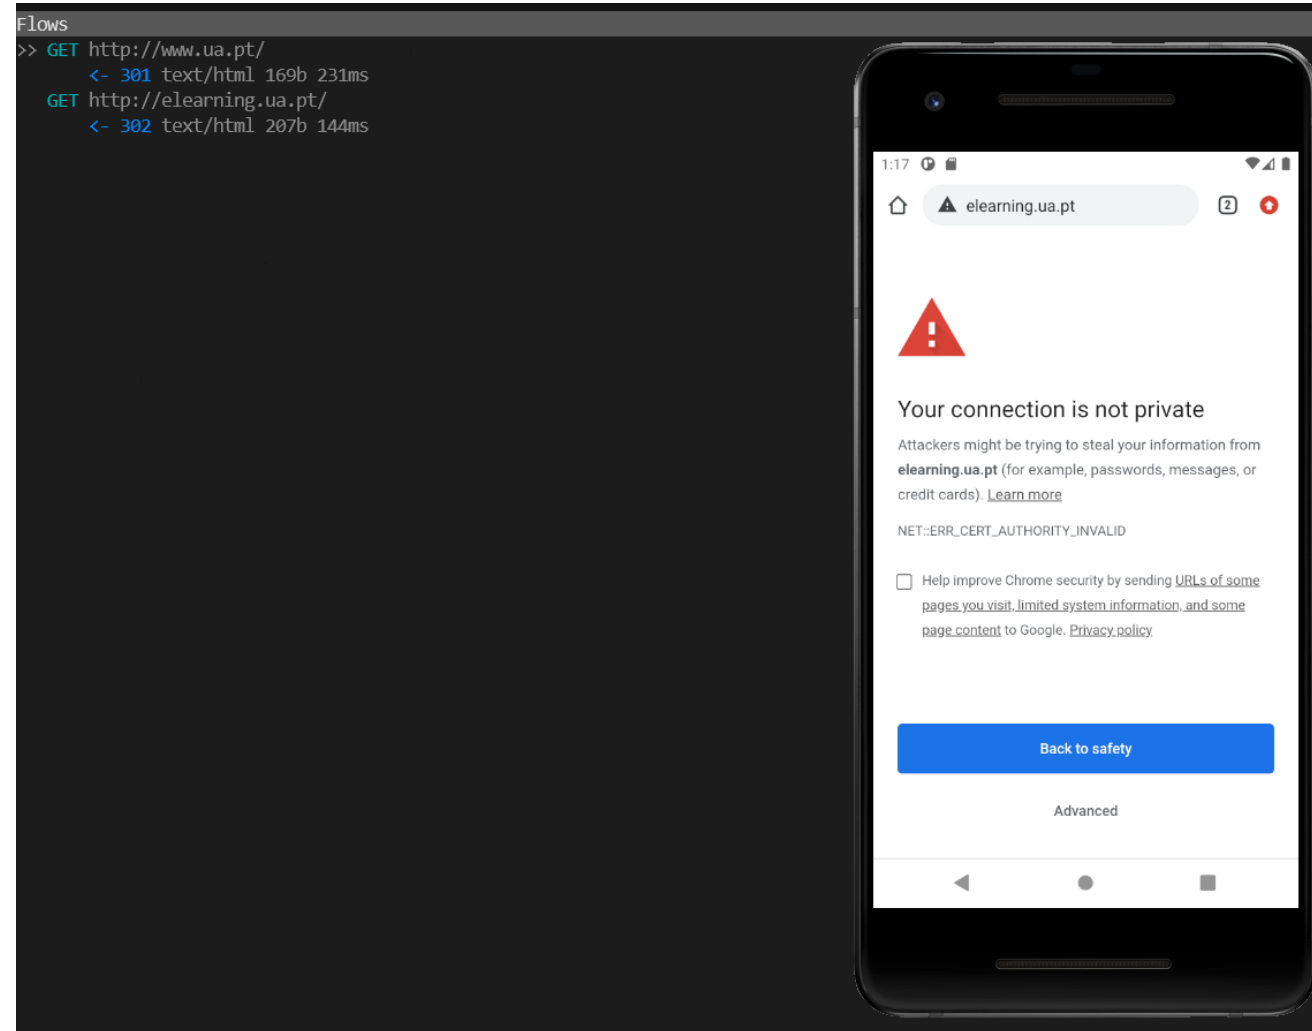 Flows
>> GET http://www.ua.pt/
<- 301 text/html 169b 231ms
GET http://elearning.ua.pt/
<- 302 text/html 207b 144ms
1:17
elearning.ua.pt
2
Your connection is not private
Attackers might be trying to steal your information from
elearning.ua.pt (for example, passwords, messages, or
credit cards). Learn more
NET::ERR_CERT_AUTHORITY_INVALID
Help improve Chrome security by sending URLs of some
pages you visit, limited system information, and some
page content to Google. Privacy policy
Back to safety
Advanced